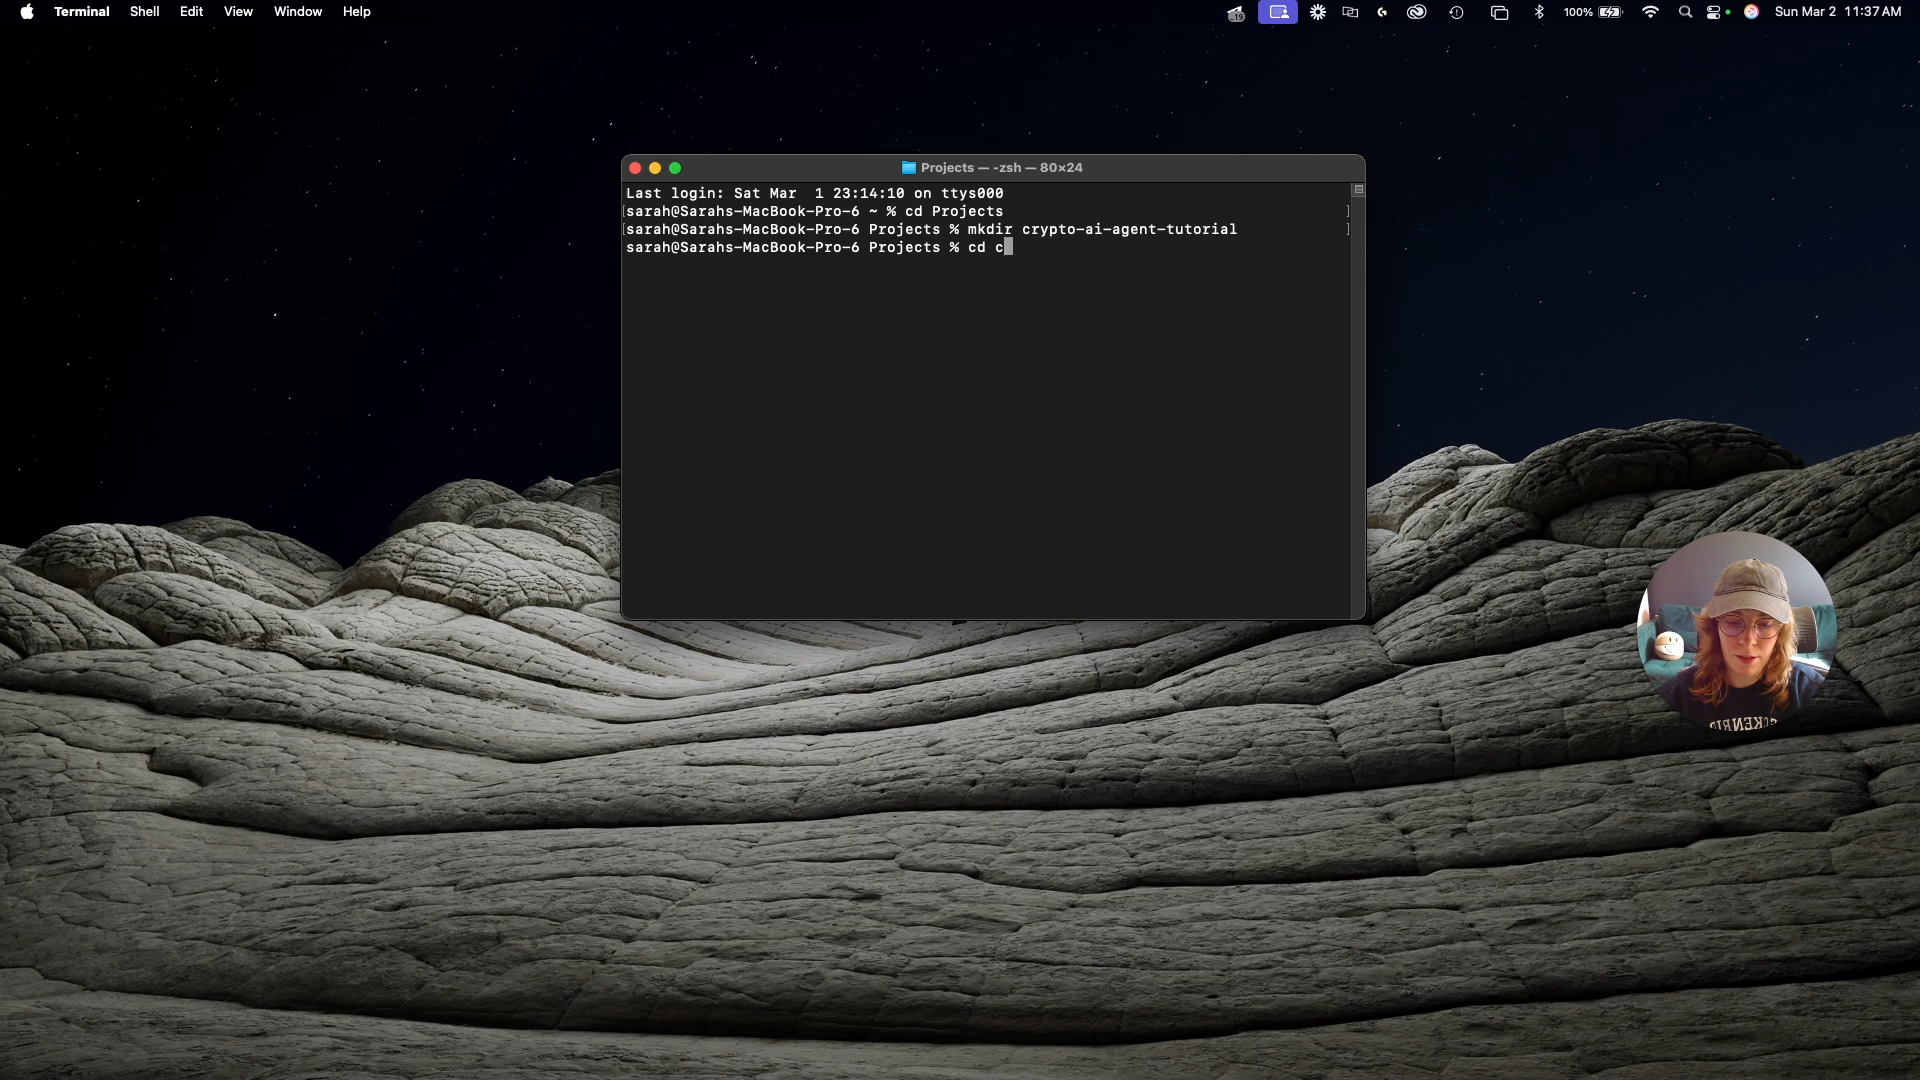 Terminal Shell Edit View Window Help 19 100% Sun Mar 2 11:37 AM
Projects — -zsh — 80×24
Last login: Sat Mar  1 23:14:10 on ttys000
[sarah@Sarahs-MacBook-Pro-6 ~ % cd Projects ]
[sarah@Sarahs-MacBook-Pro-6 Projects % mkdir crypto-ai-agent-tutorial ]
sarah@Sarahs-MacBook-Pro-6 Projects % cd c
CKENRID